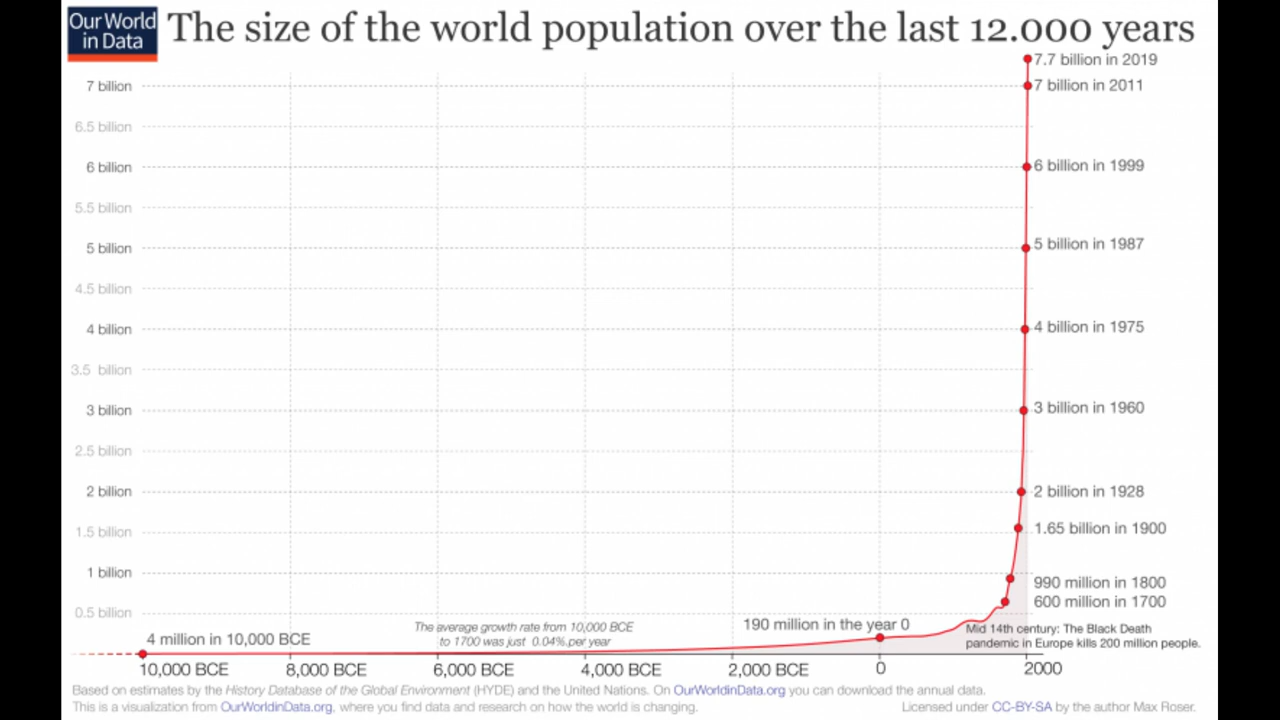 Our World
in Data
The size of the world population over the last 12.000 years
7.7 billion in 2019
7 billion
7 billion in 2011
6.5 billion
6 billion
6 billion in 1999
5.5 billion
5 billion
5 billion in 1987
4.5 billion
4 billion
4 billion in 1975
3.5 billion
3 billion
3 billion in 1960
2.5 billion
2 billion
2 billion in 1928
1.5 billion
1.65 billion in 1900
1 billion
990 million in 1800
0.5 billion
600 million in 1700
4 million in 10,000 BCE
The average growth rate from 10,000 BCE
to 1700 was just 0.04% per year
190 million in the year 0
Mid 14th century: The Black Death
pandemic in Europe kills 200 million people.
10,000 BCE
8,000 BCE
6,000 BCE
4,000 BCE
2,000 BCE
0
2000
Based on estimates by the History Database of the Global Environment (HYDE) and the United Nations. On OurWorldinData.org you can download the annual data.
This is a visualization from OurWorldinData.org, where you find data and research on how the world is changing.
Licensed under CC-BY-SA by the author Max Roser.